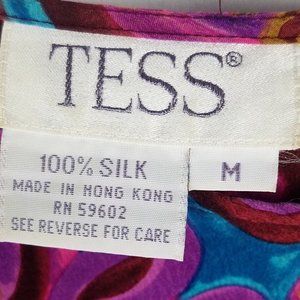 TESS®
100% SILK
MADE IN HONG KONG
RN 59602
SEE REVERSE FOR CARE
M